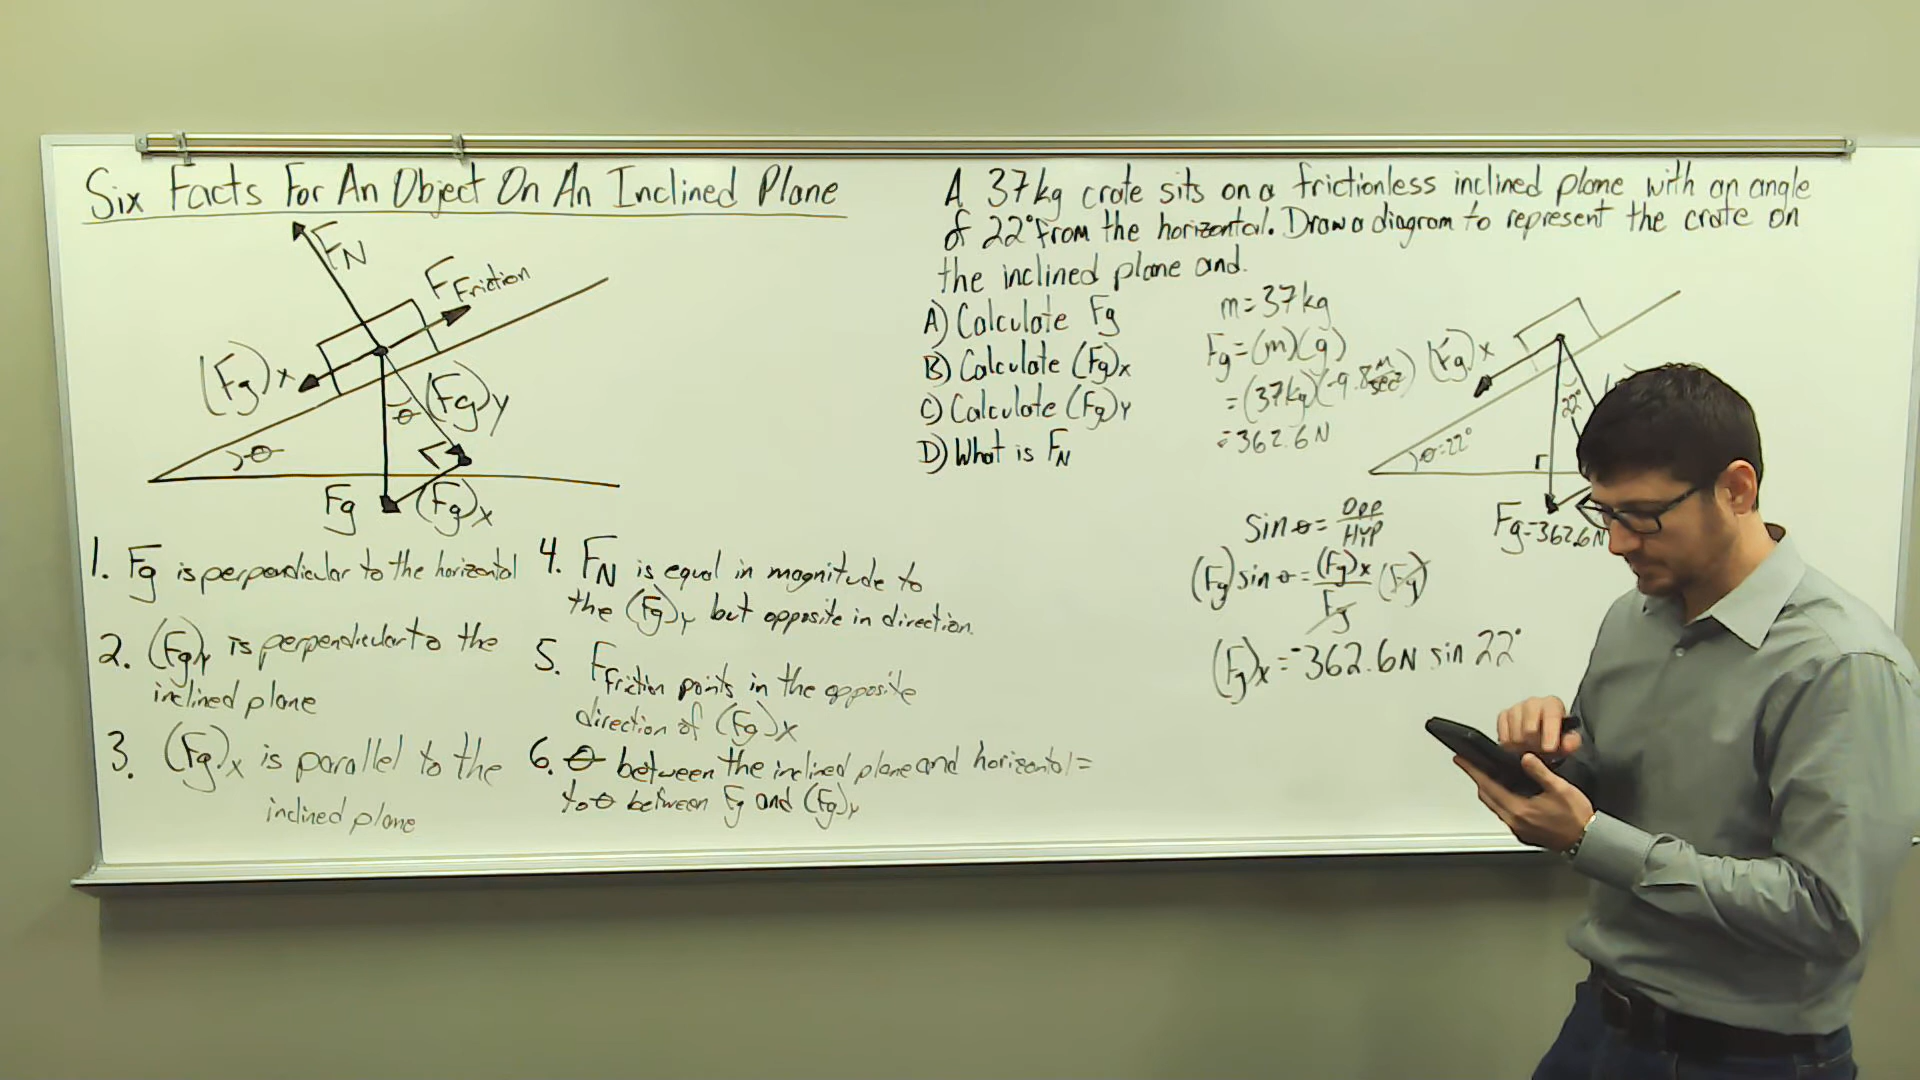 Six Facts For An Object On An Inclined Plane
FN
F Friction
(Fg)x
(Fg)y
θ
θ
Fg
(Fg)x
1. Fg is perpendicular to the horizontal
2. (Fg)y is perpendicular to the
inclined plane
3. (Fg)x is parallel to the
inclined plane
4. FN is equal in magnitude to
the (Fg)y but opposite in direction.
5. Ffriction points in the opposite
direction of (Fg)x
6. θ between the inclined plane and horizontal =
to θ between Fg and (Fg)y
A 37kg crate sits on a frictionless inclined plane with an angle
of 22° from the horizontal. Draw a diagram to represent the crate on
the inclined plane and.
A) Calculate Fg
B) Calculate (Fg)x
C) Calculate (Fg)y
D) What is FN
m=37kg
Fg=(m)(g)
=(37kg)(-9.8 m/sec²)
=-362.6N
(Fg)x
22°
θ=22°
Fg=-362.6N
Sinθ= OPP/HYP
(Fg)sinθ=(Fg)x/Fg (Fg)
(Fg)x=-362.6N sin 22°